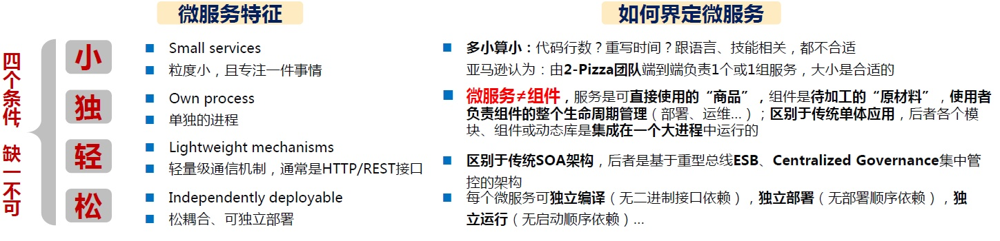 微服务特征
如何界定微服务
四个条件，缺一不可
小
Small services
粒度小，且专注一件事情
独
Own process
单独的进程
轻
Lightweight mechanisms
轻量级通信机制，通常是HTTP/REST接口
松
Independently deployable
松耦合、可独立部署
多小算小：代码行数？重写时间？跟语言、技能相关，都不合适
亚马逊认为：由2-Pizza团队端到端负责1个或1组服务，大小是合适的
微服务≠组件，服务是可直接使用的“商品”，组件是待加工的“原材料”，使用者
负责组件的整个生命周期管理（部署、运维...）；区别于传统单体应用，后者各个模
块、组件或动态库是集成在一个大进程中运行的
区别于传统SOA架构，后者是基于重型总线ESB、Centralized Governance集中管
控的架构
每个微服务可独立编译（无二进制接口依赖），独立部署（无部署顺序依赖），独
立运行（无启动顺序依赖）...